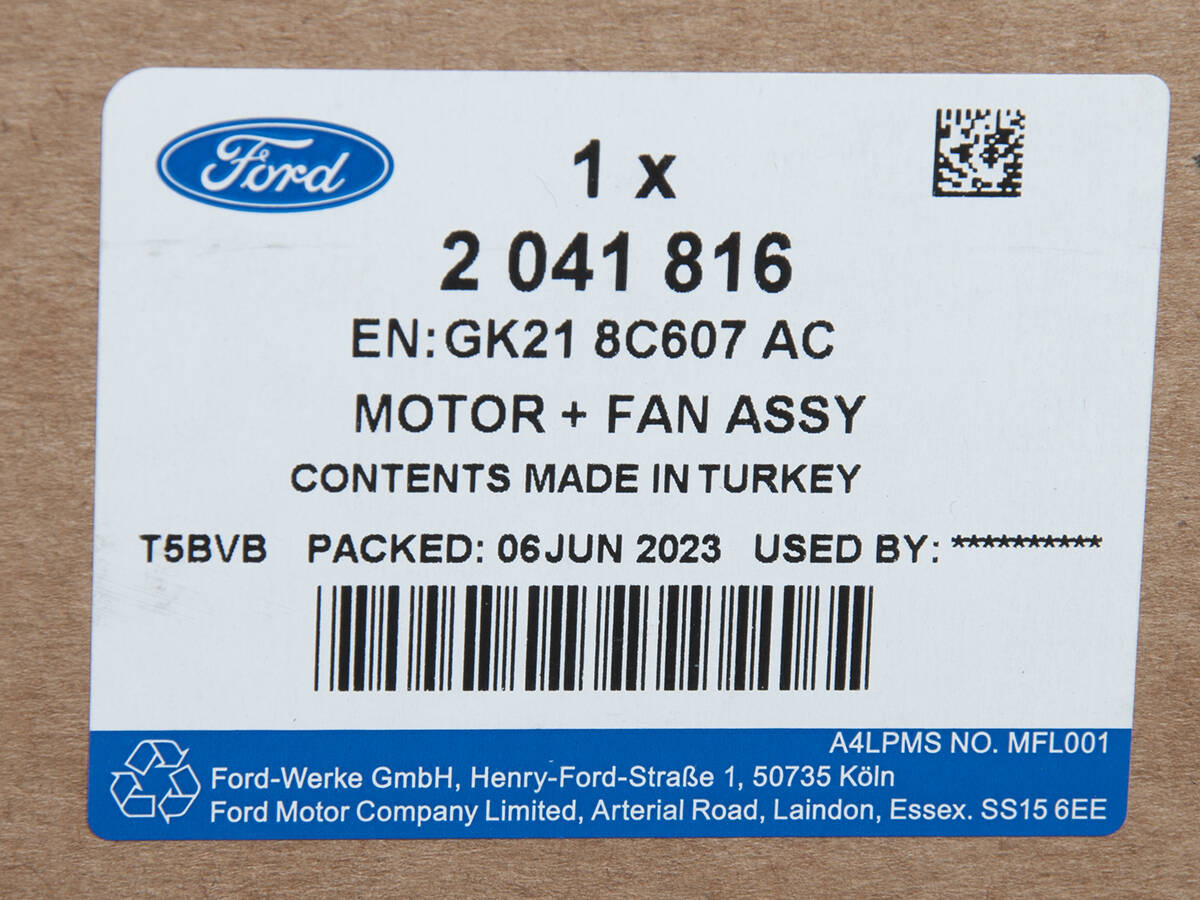 Ford
1 x
2 041 816
EN:GK21 8C607 AC
MOTOR + FAN ASSY
CONTENTS MADE IN TURKEY
T5BVB PACKED: 06JUN 2023 USED BY: **********
A4LPMS NO. MFL001
Ford-Werke GmbH, Henry-Ford-Straße 1, 50735 Köln
Ford Motor Company Limited, Arterial Road, Laindon, Essex. SS15 6EE